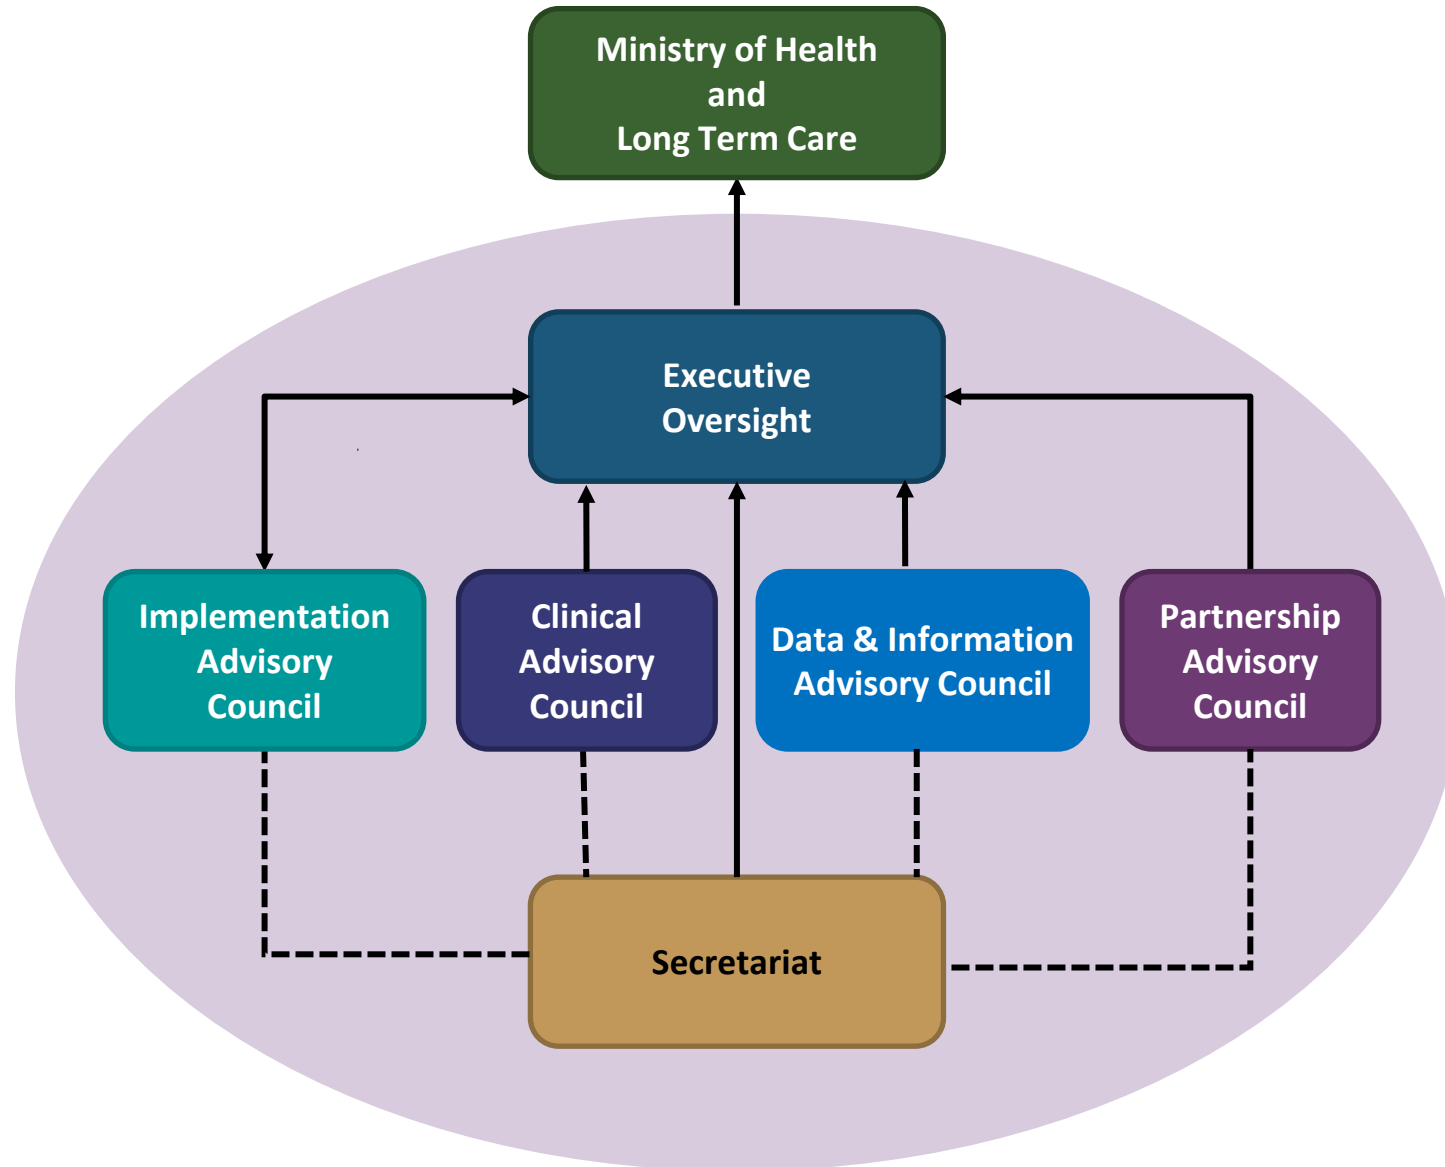 Ministry of Health
and
Long Term Care
Executive
Oversight
Implementation
Advisory
Council
Clinical
Advisory
Council
Data & Information
Advisory Council
Partnership
Advisory
Council
Secretariat